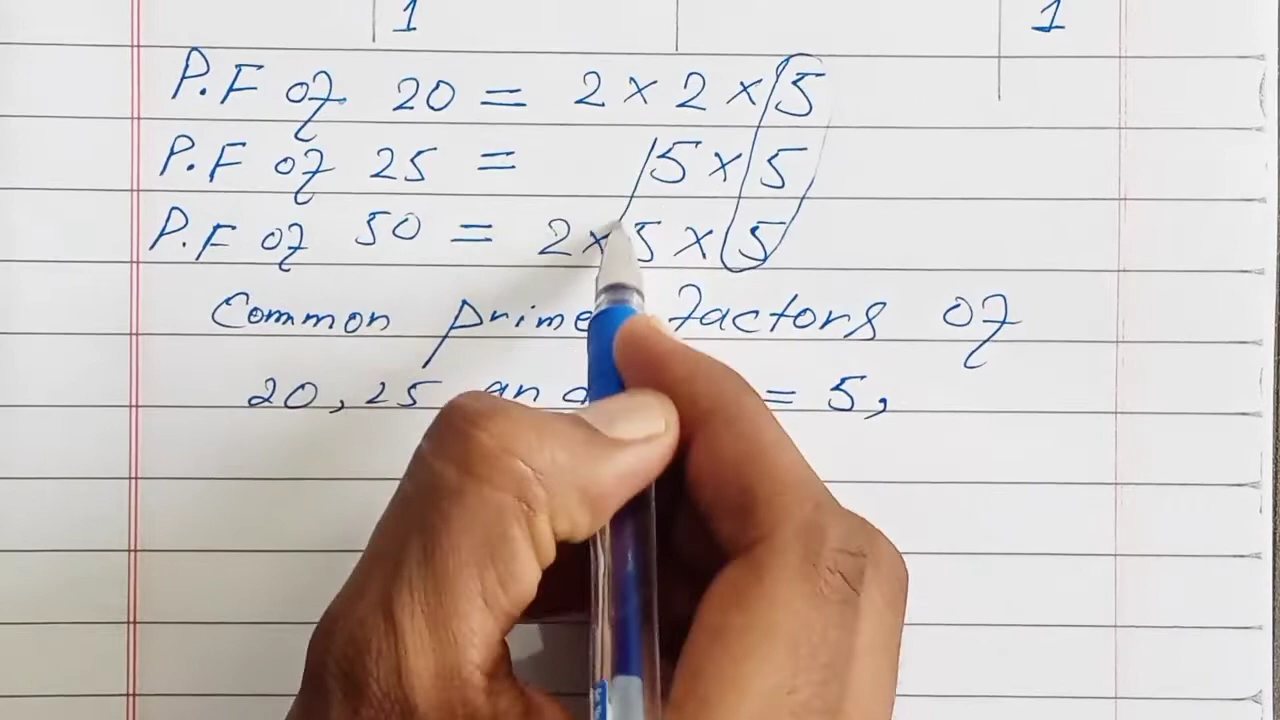 1 1
P.F of 20 = 2 × 2 × 5
P.F of 25 = 5 × 5
P.F of 50 = 2 × 5 × 5
Common prime factors of
20, 25 and = 5,